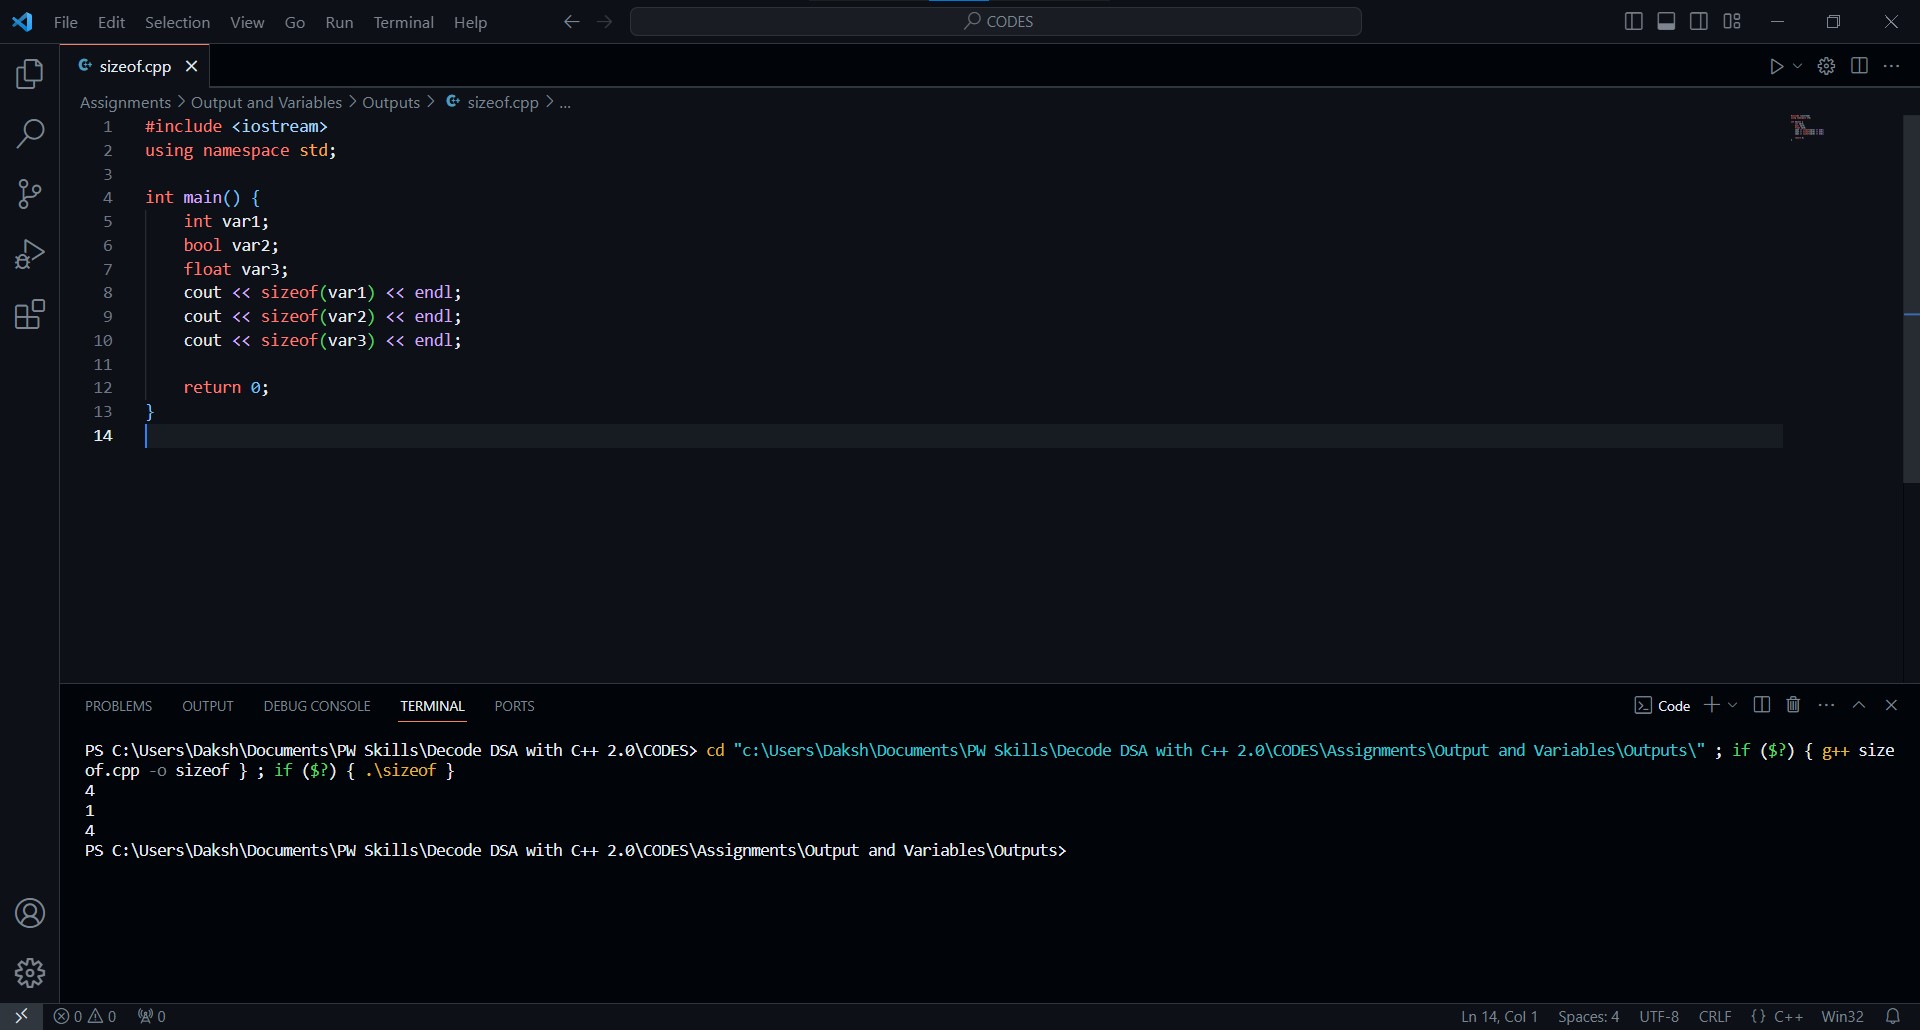 File Edit Selection View Go Run Terminal Help
CODES
sizeof.cpp
Assignments > Output and Variables > Outputs > sizeof.cpp > ...
1 #include <iostream>
2 using namespace std;
3
4 int main() {
5     int var1;
6     bool var2;
7     float var3;
8     cout << sizeof(var1) << endl;
9     cout << sizeof(var2) << endl;
10     cout << sizeof(var3) << endl;
11
12     return 0;
13 }
14
PROBLEMS OUTPUT DEBUG CONSOLE TERMINAL PORTS
Code
PS C:\Users\Daksh\Documents\PW Skills\Decode DSA with C++ 2.0\CODES> cd "c:\Users\Daksh\Documents\PW Skills\Decode DSA with C++ 2.0\CODES\Assignments\Output and Variables\Outputs\" ; if ($?) { g++ size
of.cpp -o sizeof } ; if ($?) { .\sizeof }
4
1
4
PS C:\Users\Daksh\Documents\PW Skills\Decode DSA with C++ 2.0\CODES\Assignments\Output and Variables\Outputs>
0 0 0
Ln 14, Col 1 Spaces: 4 UTF-8 CRLF {} C++ Win32